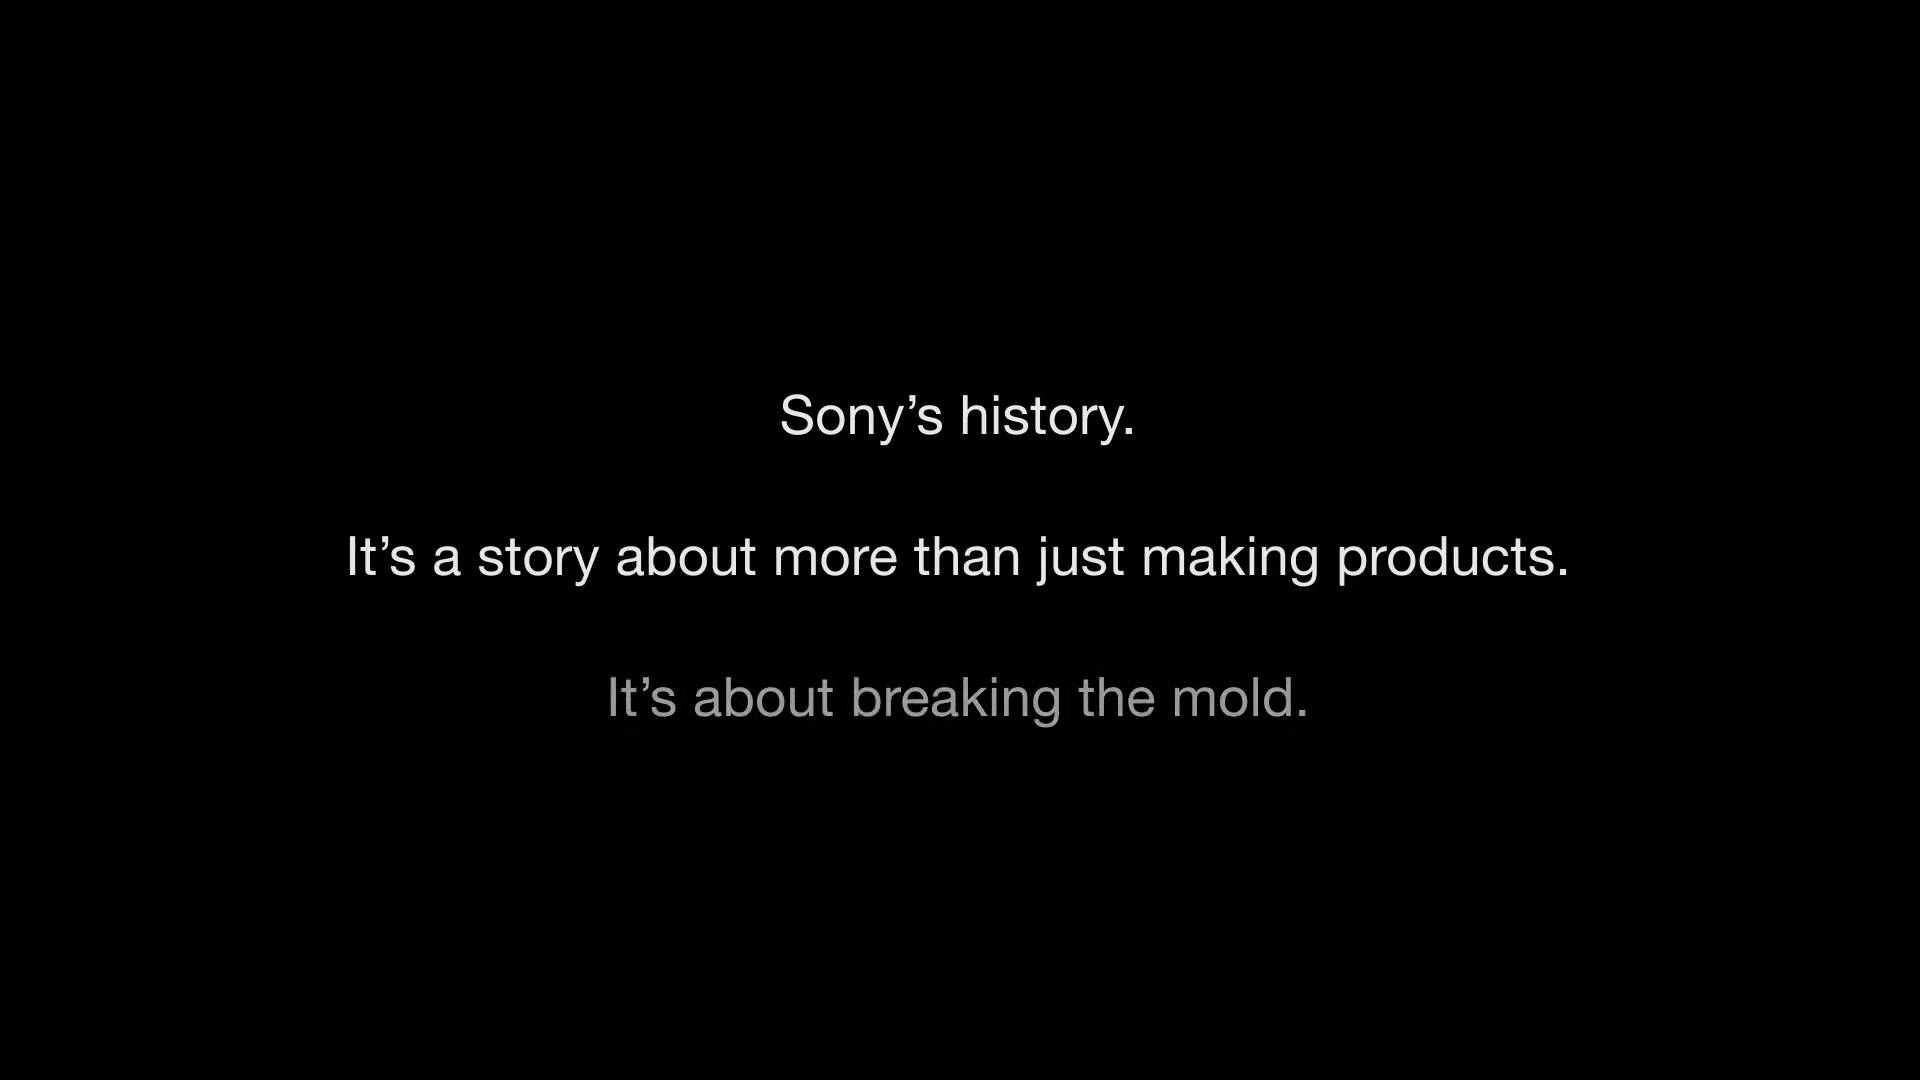 Sony’s history.
It’s a story about more than just making products.
It’s about breaking the mold.